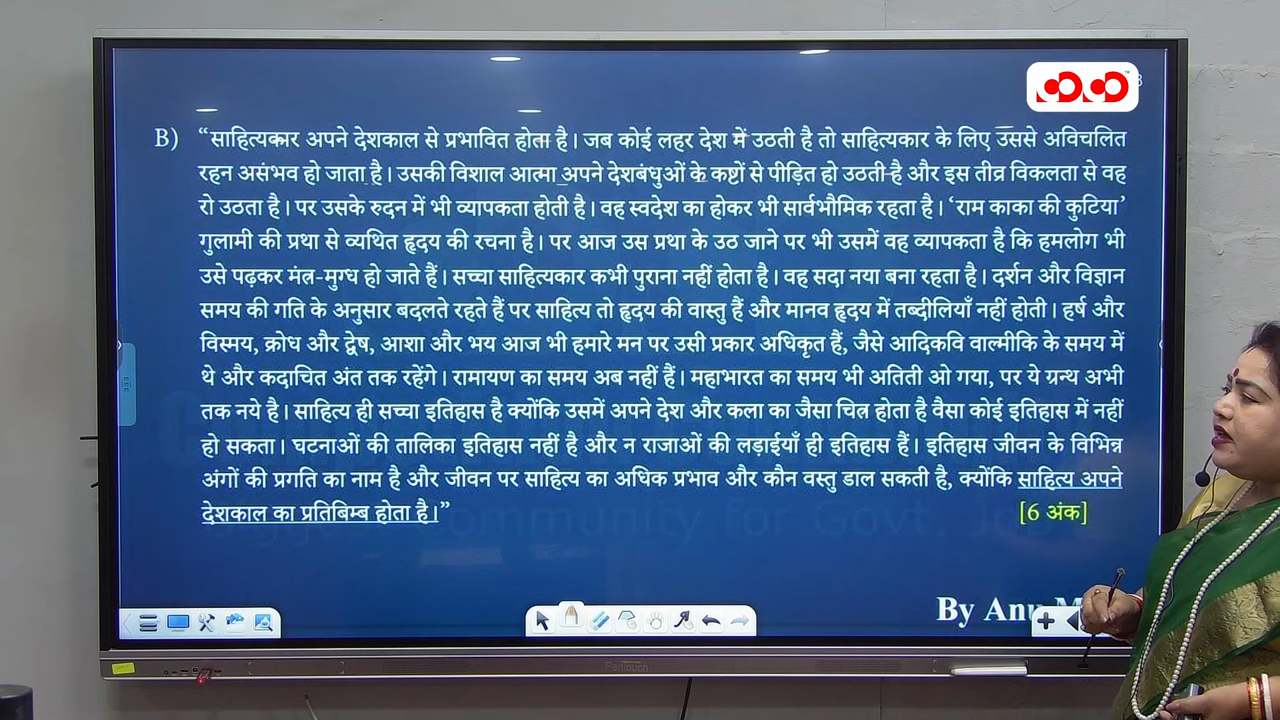 B) “साहित्यकार अपने देशकाल से प्रभावित होता है। जब कोई लहर देश में उठती है तो साहित्यकार के लिए उससे अविचलित
रहन असंभव हो जाता है। उसकी विशाल आत्मा अपने देशबंधुओं के कष्टों से पीड़ित हो उठती है और इस तीव्र विकलता से वह
रो उठता है। पर उसके रुदन में भी व्यापकता होती है। वह स्वदेश का होकर भी सार्वभौमिक रहता है। ‘राम काका की कुटिया’
गुलामी की प्रथा से व्यथित हृदय की रचना है। पर आज उस प्रथा के उठ जाने पर भी उसमें वह व्यापकता है कि हमलोग भी
उसे पढ़कर मंत्र-मुग्ध हो जाते हैं। सच्चा साहित्यकार कभी पुराना नहीं होता है। वह सदा नया बना रहता है। दर्शन और विज्ञान
समय की गति के अनुसार बदलते रहते हैं पर साहित्य तो हृदय की वास्तु हैं और मानव हृदय में तब्दीलियाँ नहीं होती। हर्ष और
विस्मय, क्रोध और द्वेष, आशा और भय आज भी हमारे मन पर उसी प्रकार अधिकृत हैं, जैसे आदिकवि वाल्मीकि के समय में
थे और कदाचित अंत तक रहेंगे। रामायण का समय अब नहीं हैं। महाभारत का समय भी अतिती ओ गया, पर ये ग्रन्थ अभी
तक नये है। साहित्य ही सच्चा इतिहास है क्योंकि उसमें अपने देश और कला का जैसा चित्र होता है वैसा कोई इतिहास में नहीं
हो सकता। घटनाओं की तालिका इतिहास नहीं है और न राजाओं की लड़ाईयाँ ही इतिहास हैं। इतिहास जीवन के विभिन्न
अंगों की प्रगति का नाम है और जीवन पर साहित्य का अधिक प्रभाव और कौन वस्तु डाल सकती है, क्योंकि साहित्य अपने
देशकाल का प्रतिबिम्ब होता है।” [6 अंक]
Community for Govt.
By Anu